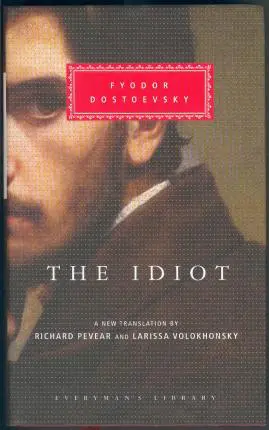 FYODOR
DOSTOEVSKY
THE IDIOT
A NEW TRANSLATION BY
RICHARD PEVEAR AND LARISSA VOLOKHONSKY
EVERYMAN'S LIBRARY